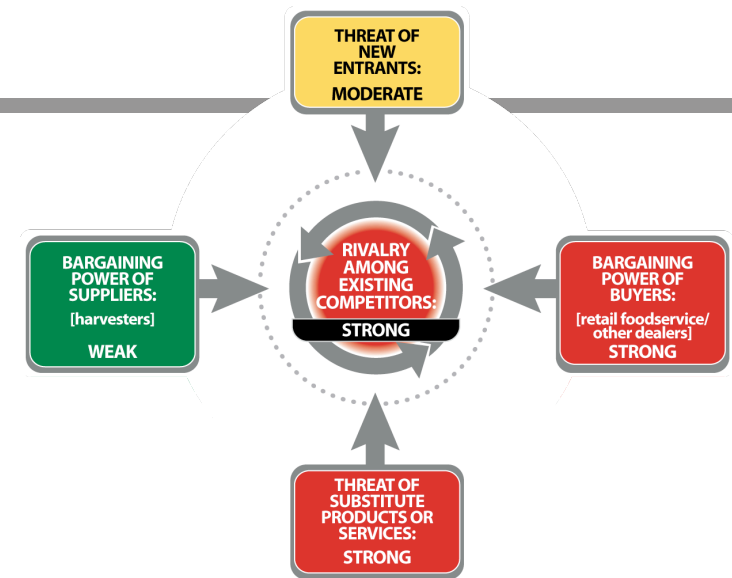 THREAT OF
NEW
ENTRANTS:
MODERATE
BARGAINING
POWER OF
SUPPLIERS:
[harvesters]
WEAK
RIVALRY
AMONG
EXISTING
COMPETITORS:
STRONG
BARGAINING
POWER OF
BUYERS:
[retail foodservice/
other dealers]
STRONG
THREAT OF
SUBSTITUTE
PRODUCTS OR
SERVICES:
STRONG